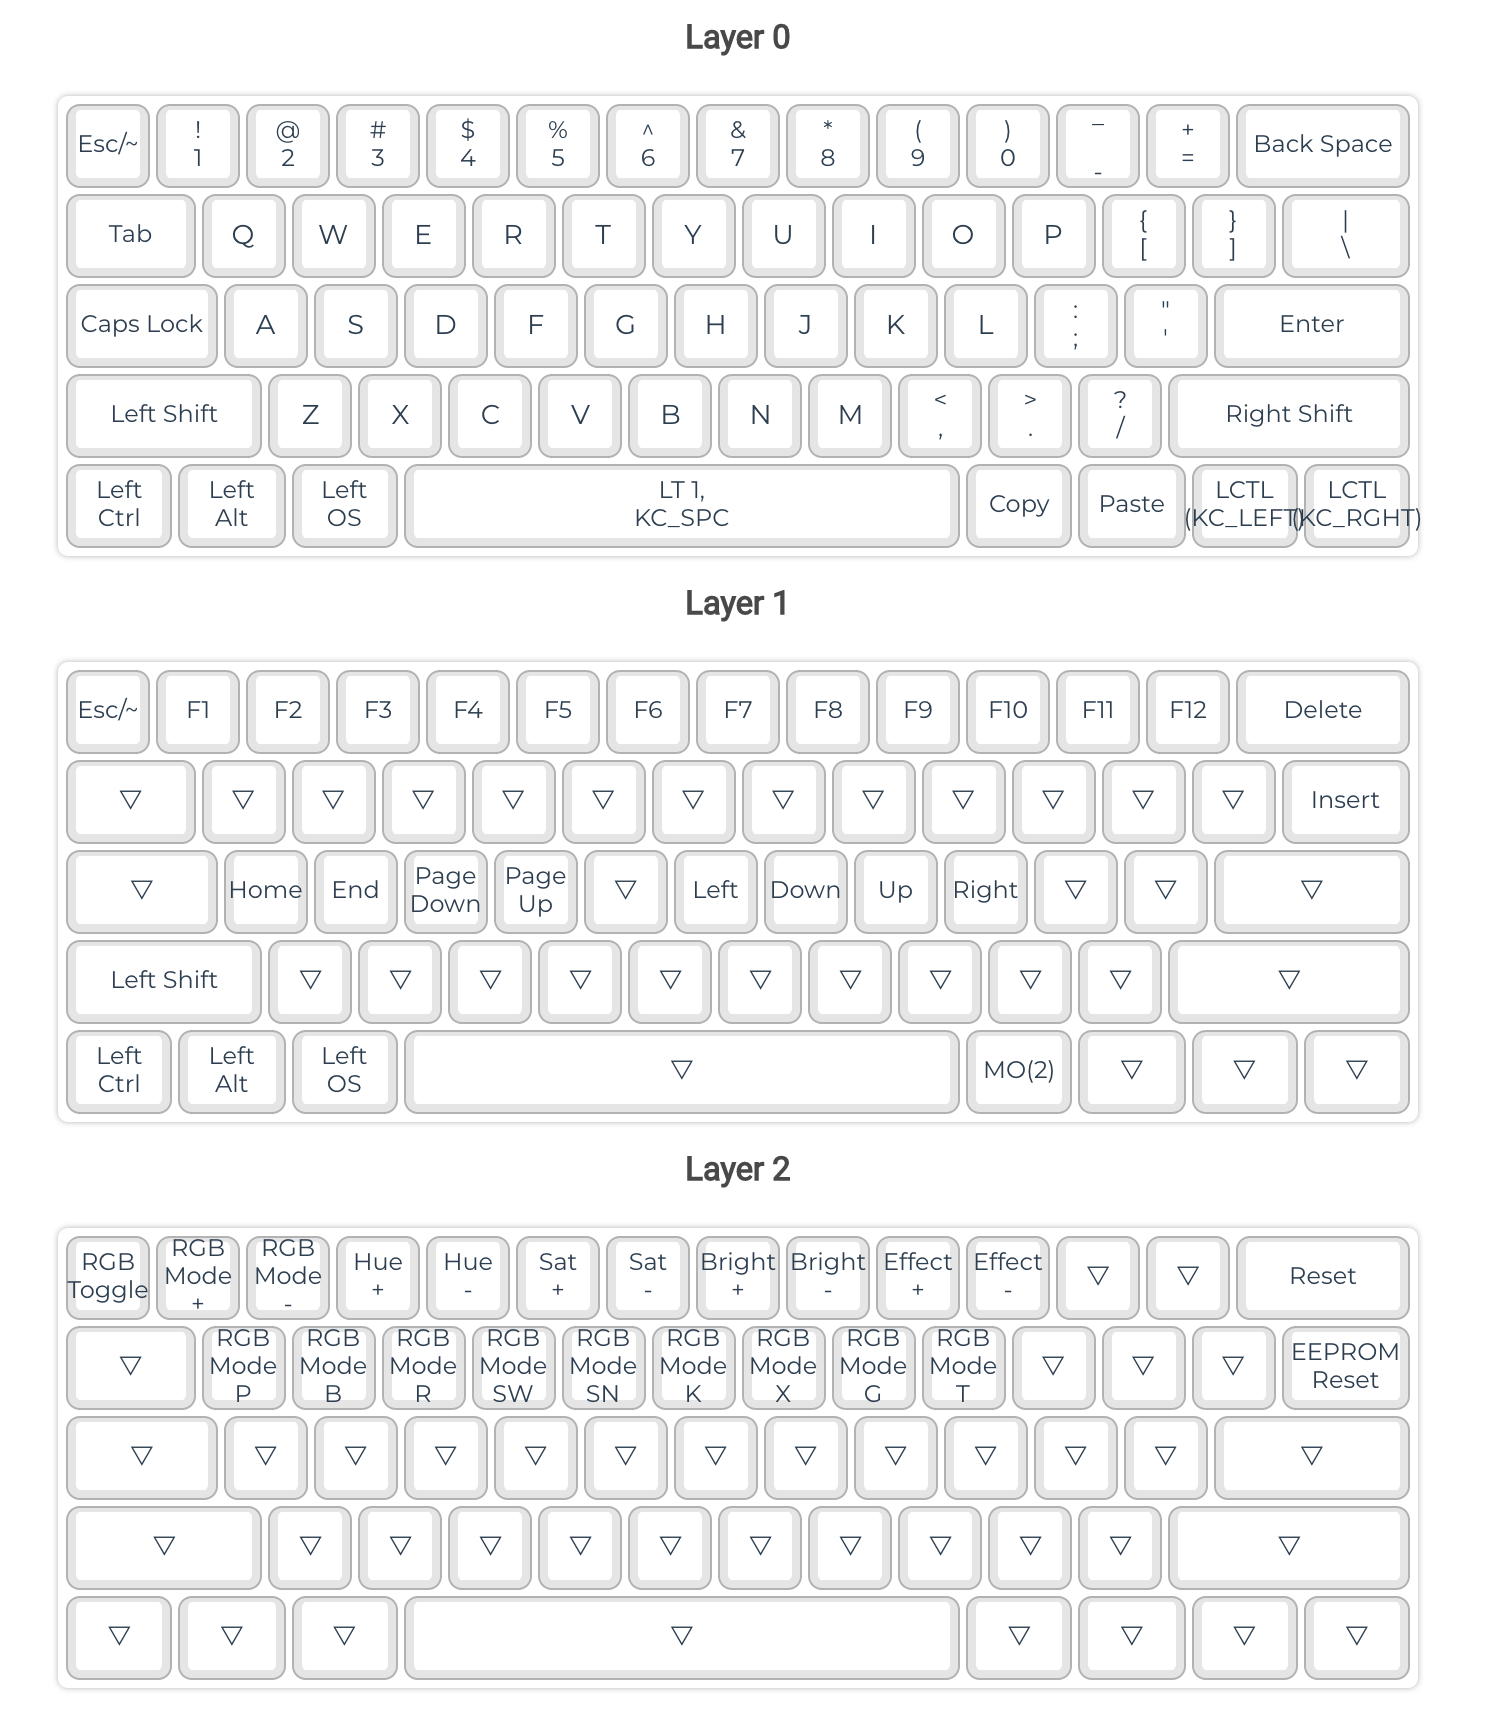 Layer 0
Esc/~ ! 1 @ 2 # 3 $ 4 % 5 ^ 6 & 7 * 8 ( 9 ) 0 _ - + = Back Space
Tab Q W E R T Y U I O P { [ } ] | \
Caps Lock A S D F G H J K L : ; " ' Enter
Left Shift Z X C V B N M < , > . ? / Right Shift
Left Ctrl Left Alt Left OS LT 1, KC_SPC Copy Paste LCTL (KC_LEFT) LCTL (KC_RGHT)
Layer 1
Esc/~ F1 F2 F3 F4 F5 F6 F7 F8 F9 F10 F11 F12 Delete
▽ ▽ ▽ ▽ ▽ ▽ ▽ ▽ ▽ ▽ ▽ ▽ ▽ Insert
▽ Home End Page Down Page Up ▽ Left Down Up Right ▽ ▽ ▽
Left Shift ▽ ▽ ▽ ▽ ▽ ▽ ▽ ▽ ▽ ▽ ▽
Left Ctrl Left Alt Left OS ▽ MO(2) ▽ ▽ ▽
Layer 2
RGB Toggle RGB Mode + RGB Mode - Hue + Hue - Sat + Sat - Bright + Bright - Effect + Effect - ▽ ▽ Reset
▽ RGB Mode P RGB Mode B RGB Mode R RGB Mode SW RGB Mode SN RGB Mode K RGB Mode X RGB Mode G RGB Mode T ▽ ▽ ▽ EEPROM Reset
▽ ▽ ▽ ▽ ▽ ▽ ▽ ▽ ▽ ▽ ▽ ▽ ▽
▽ ▽ ▽ ▽ ▽ ▽ ▽ ▽ ▽ ▽ ▽ ▽
▽ ▽ ▽ ▽ ▽ ▽ ▽ ▽